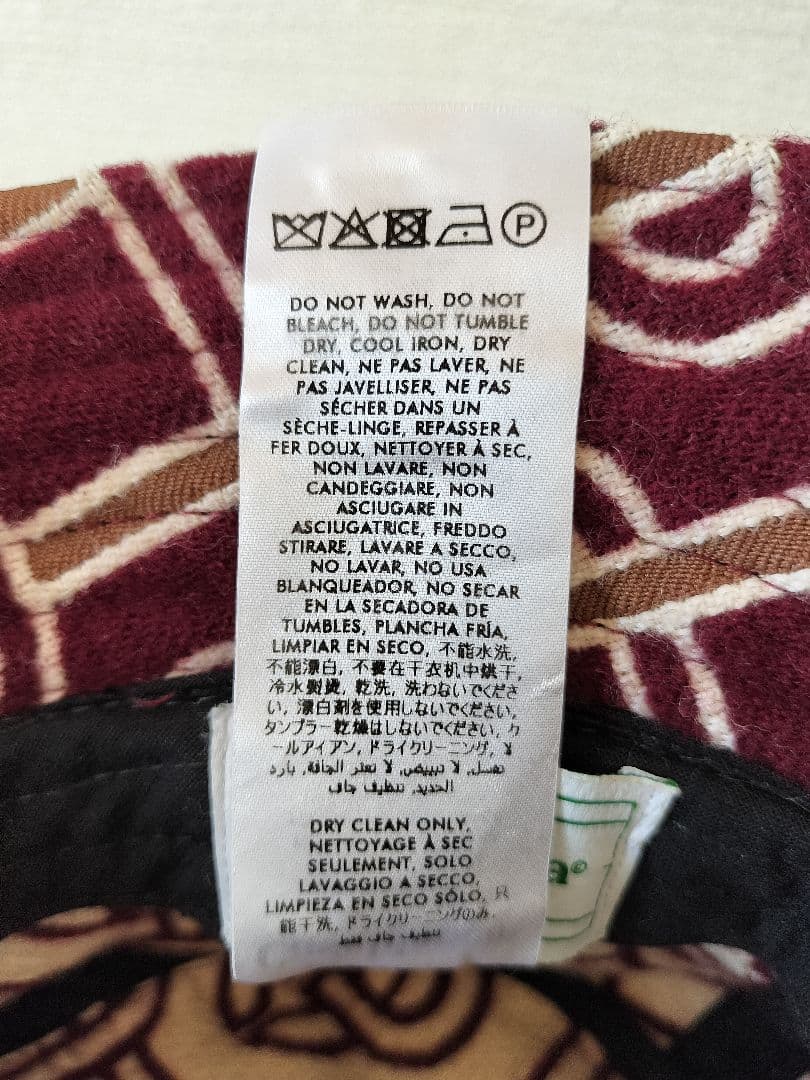 P
DO NOT WASH, DO NOT
BLEACH, DO NOT TUMBLE
DRY, COOL IRON, DRY
CLEAN, NE PAS LAVER, NE
PAS JAVELLISER, NE PAS
SÉCHER DANS UN
SÈCHE-LINGE, REPASSER À
FER DOUX, NETTOYER À SEC,
NON LAVARE, NON
CANDEGGIARE, NON
ASCIUGARE IN
ASCIUGATRICE, FREDDO
STIRARE, LAVARE A SECCO,
NO LAVAR, NO USA
BLANQUEADOR, NO SECAR
EN LA SECADORA DE
TUMBLES, PLANCHA FRÍA,
LIMPIAR EN SECO, 不能水洗,
不能漂白, 不要在干衣机中烘干,
冷水熨烫, 乾洗, 洗わないでくださ
い, 漂白剤を使用しないでください,
タンブラー乾燥はしないでください, ク
ールアイアン, ドライクリーニング, لا
تغسل, لا تبييض, لا تعتر الجافة, بارد
الحديد, تنظيف جاف
DRY CLEAN ONLY,
NETTOYAGE À SEC
SEULEMENT, SOLO
LAVAGGIO A SECCO,
LIMPIEZA EN SECO SÓLO, 只
能干洗, ドライクリーニングのみ,
تنظيف جاف فقط
a©